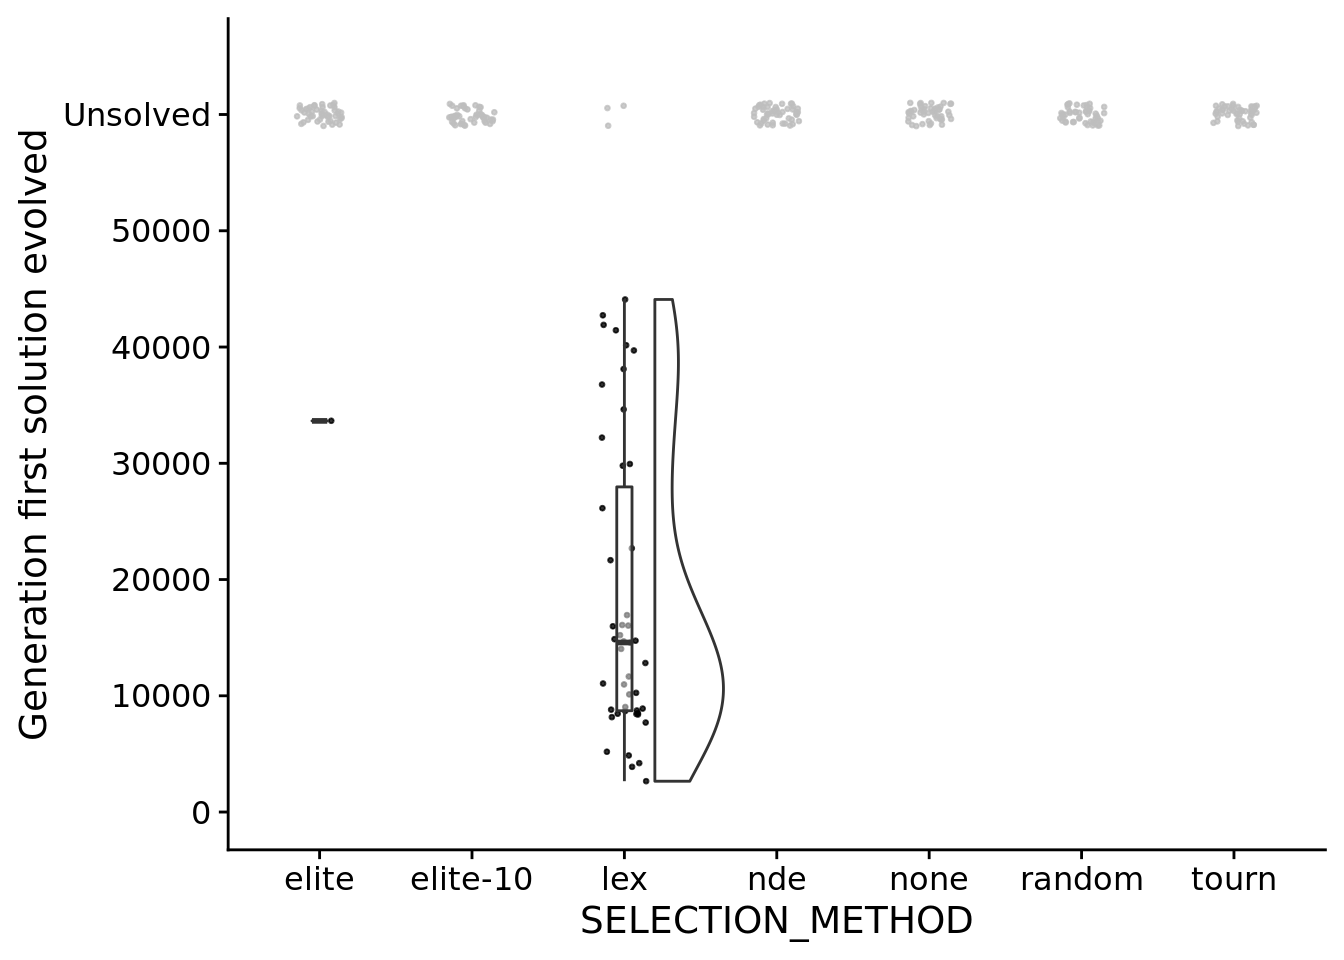 Generation first solution evolved
Unsolved
50000
40000
30000
20000
10000
0
elite elite-10 lex nde none random tourn
SELECTION_METHOD